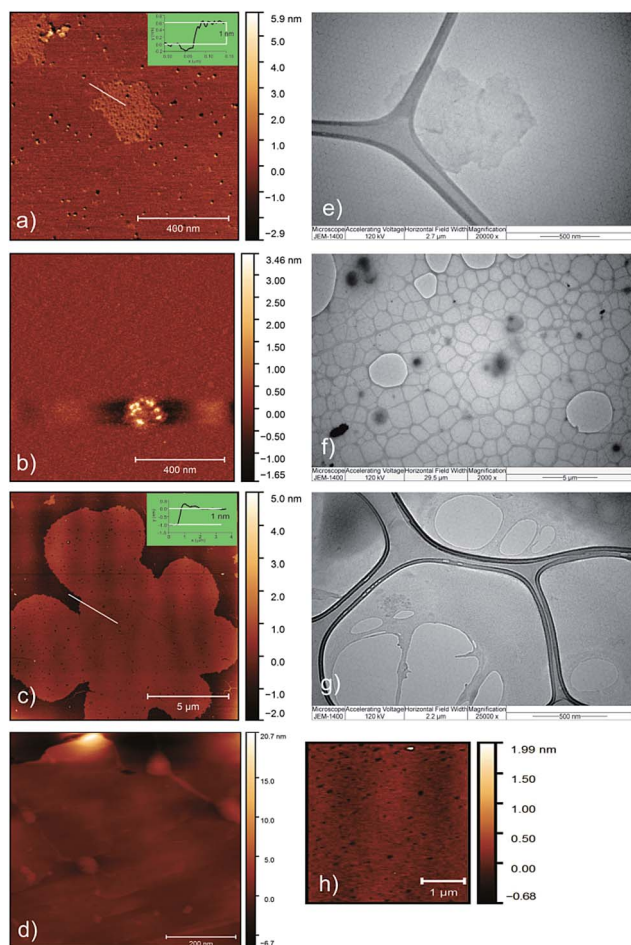 5.9 nm
5.0
4.0
3.0
2.0
1.0
0.0
−1.0
−2.9
1 nm
400 nm
a)
3.46 nm
3.00
2.50
2.00
1.50
1.00
0.50
0.00
−0.50
−1.00
−1.65
400 nm
b)
5.0 nm
4.0
3.0
2.0
1.0
0.0
−1.0
−2.0
1 nm
5 µm
c)
20.7 nm
15.0
10.0
5.0
0.0
−6.7
200 nm
d)
e)
Microscope Accelerating Voltage Horizontal Field Width Magnification
JEM-1400 120 kV 2.7 µm 20000 x 500 nm
f)
Microscope Accelerating Voltage Horizontal Field Width Magnification
JEM-1400 120 kV 29.5 µm 2000 x 5 µm
g)
Microscope Accelerating Voltage Horizontal Field Width Magnification
JEM-1400 120 kV 2.2 µm 25000 x 500 nm
1.99 nm
1.50
1.00
0.50
0.00
−0.68
1 µm
h)